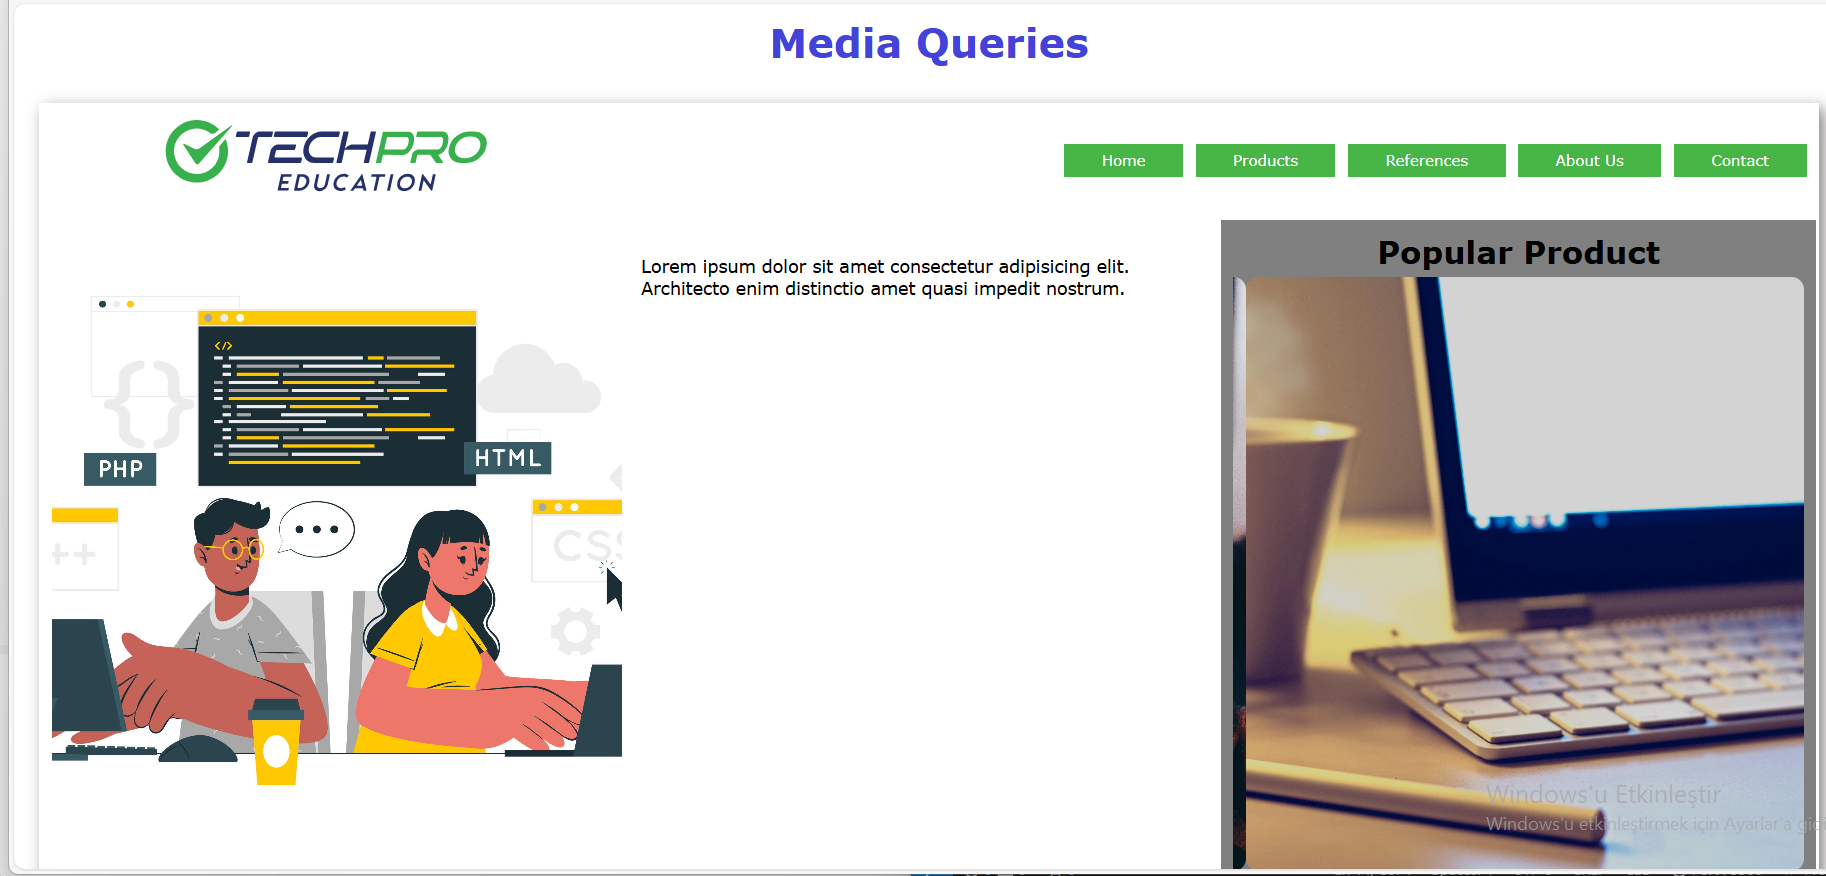 Media Queries
TECHPRO
EDUCATION
Home
Products
References
About Us
Contact
Lorem ipsum dolor sit amet consectetur adipisicing elit.
Architecto enim distinctio amet quasi impedit nostrum.
Popular Product
</>
{ }
PHP
HTML
++
CSS
Windows'u Etkinleştir
Windows'u etkinleştirmek için Ayarlar'a gidi